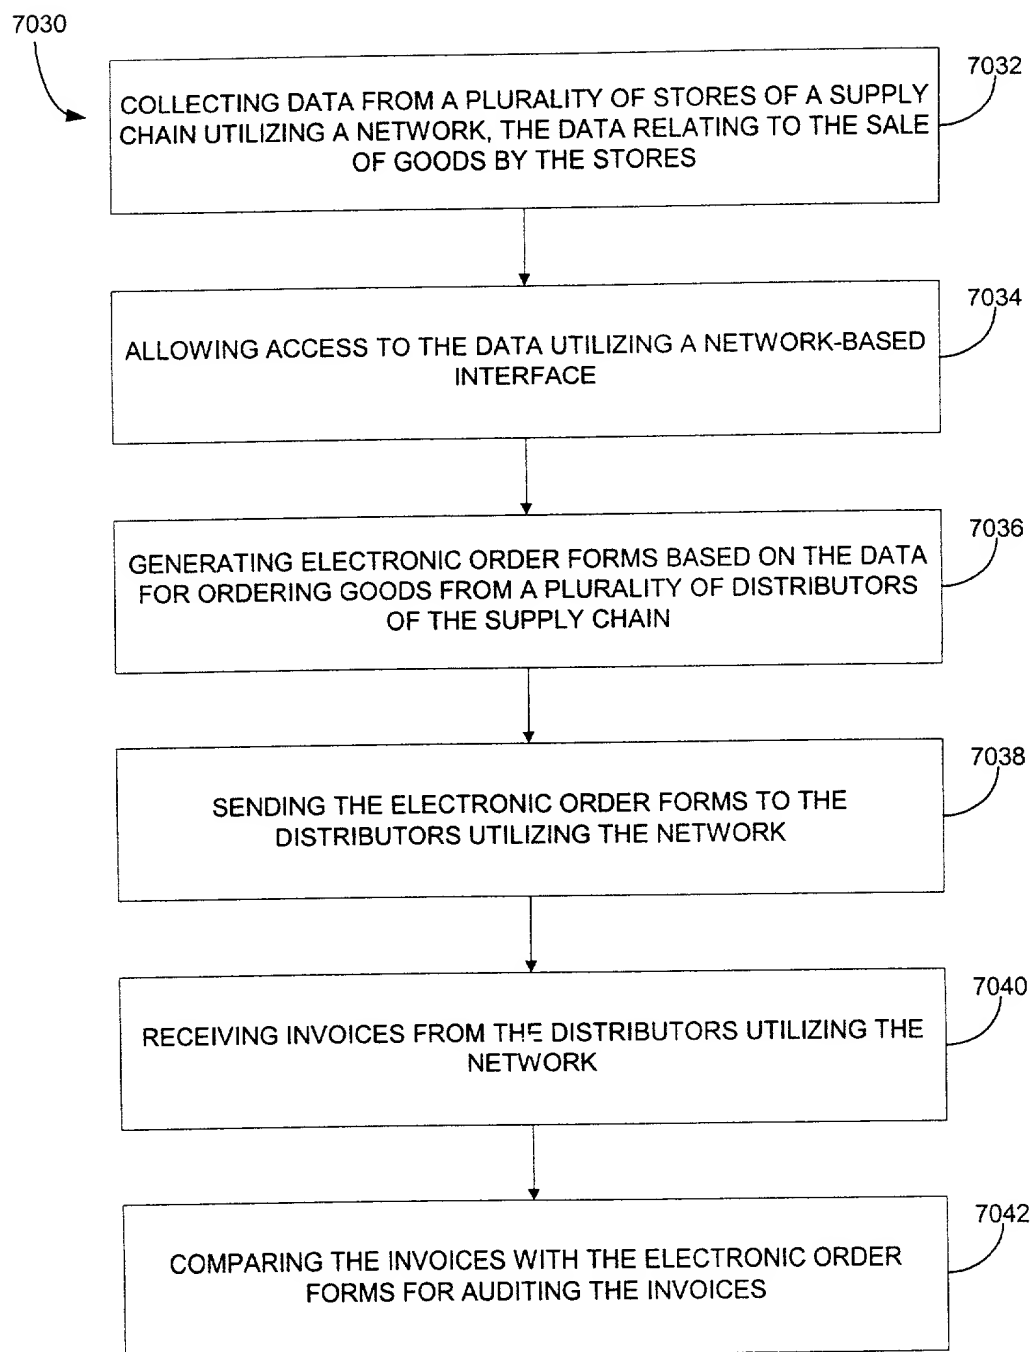 7030
7032
COLLECTING DATA FROM A PLURALITY OF STORES OF A SUPPLY
CHAIN UTILIZING A NETWORK, THE DATA RELATING TO THE SALE
OF GOODS BY THE STORES
7034
ALLOWING ACCESS TO THE DATA UTILIZING A NETWORK-BASED
INTERFACE
7036
GENERATING ELECTRONIC ORDER FORMS BASED ON THE DATA
FOR ORDERING GOODS FROM A PLURALITY OF DISTRIBUTORS
OF THE SUPPLY CHAIN
7038
SENDING THE ELECTRONIC ORDER FORMS TO THE
DISTRIBUTORS UTILIZING THE NETWORK
7040
RECEIVING INVOICES FROM THE DISTRIBUTORS UTILIZING THE
NETWORK
7042
COMPARING THE INVOICES WITH THE ELECTRONIC ORDER
FORMS FOR AUDITING THE INVOICES